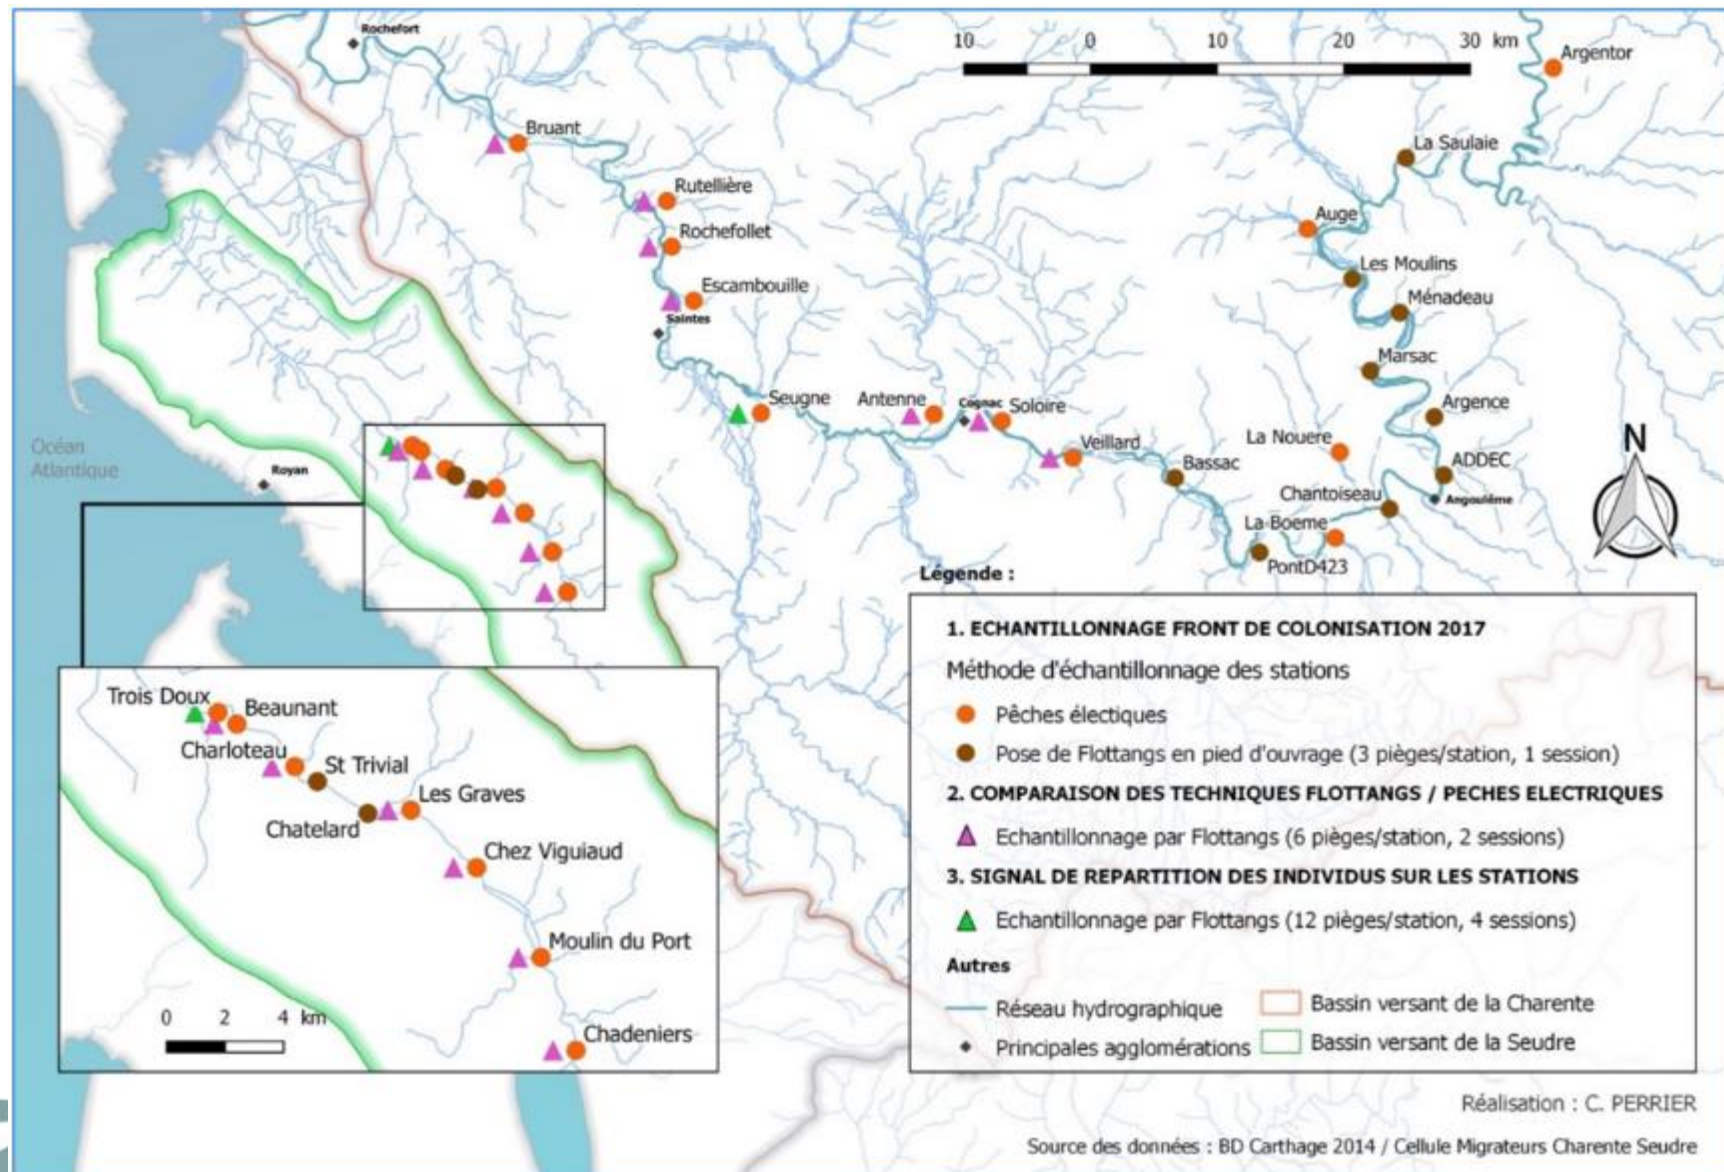 Rochefort
10 0 10 20 30 km
Argentor
Bruant
La Saulaie
Rutellière
Auge
Rochefollet
Les Moulins
Escambouille
Ménadeau
Saintes
Marsac
Seugne
Antenne
Cognac
Soloire
Argence
Océan
Atlantique
Royan
La Nouere
Veillard
Bassac
ADDEC
N
Chantoiseau
Angoulême
La Boeme
PontD423
Légende :
1. ECHANTILLONNAGE FRONT DE COLONISATION 2017
Méthode d'échantillonnage des stations
Pêches électiques
Pose de Flottangs en pied d'ouvrage (3 pièges/station, 1 session)
2. COMPARAISON DES TECHNIQUES FLOTTANGS / PECHES ELECTRIQUES
Echantillonnage par Flottangs (6 pièges/station, 2 sessions)
3. SIGNAL DE REPARTITION DES INDIVIDUS SUR LES STATIONS
Echantillonnage par Flottangs (12 pièges/station, 4 sessions)
Autres
Réseau hydrographique
Bassin versant de la Charente
Principales agglomérations
Bassin versant de la Seudre
Trois Doux
Beaunant
Charloteau
St Trivial
Les Graves
Chatelard
Chez Viguiaud
Moulin du Port
0 2 4 km
Chadeniers
Réalisation : C. PERRIER
Source des données : BD Carthage 2014 / Cellule Migrateurs Charente Seudre